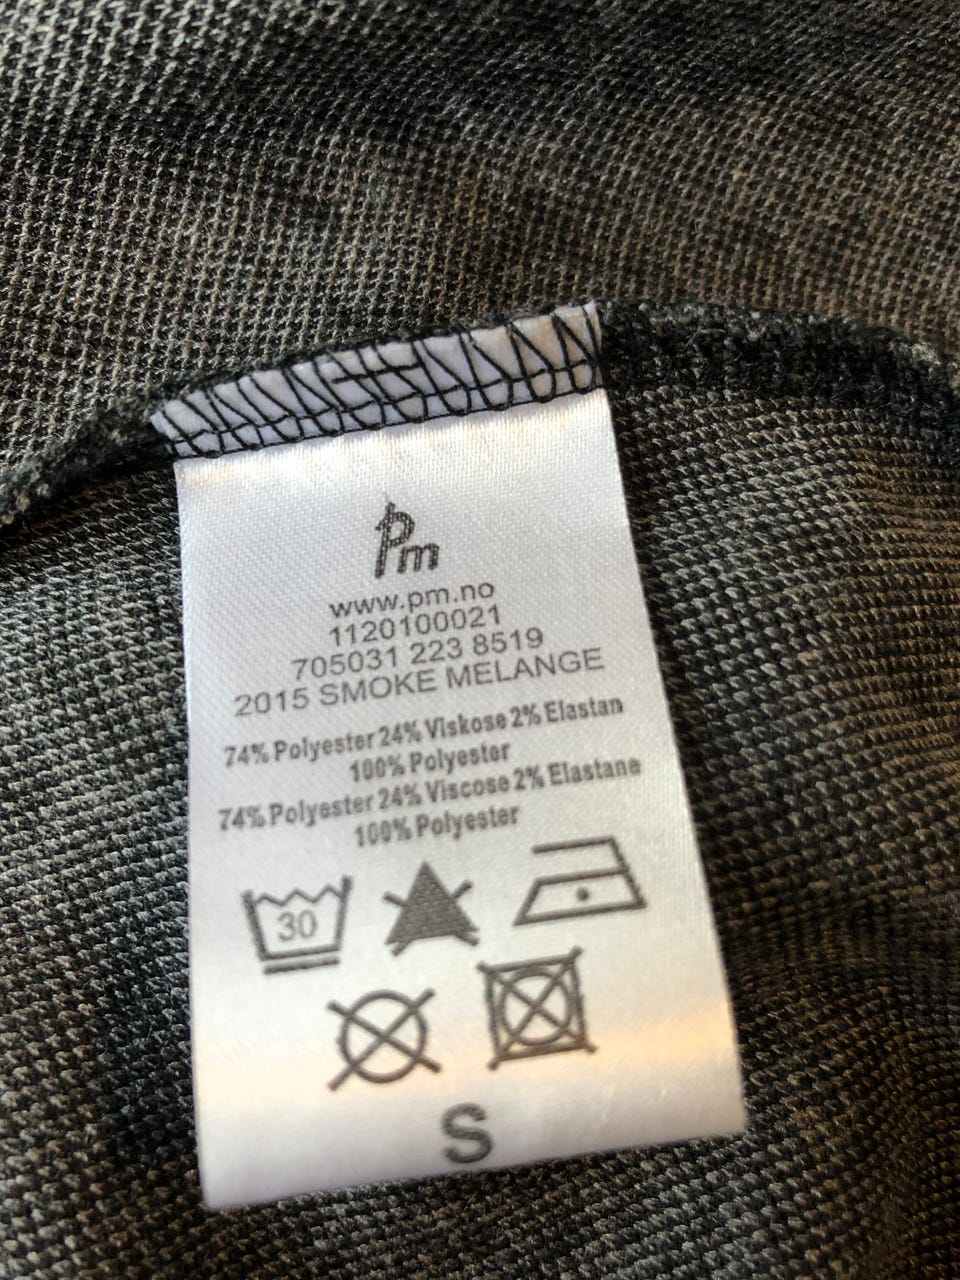 Pm
www.pm.no
1120100021
705031 223 8519
2015 SMOKE MELANGE
74% Polyester 24% Viskose 2% Elastan
100% Polyester
74% Polyester 24% Viscose 2% Elastane
100% Polyester
30
S